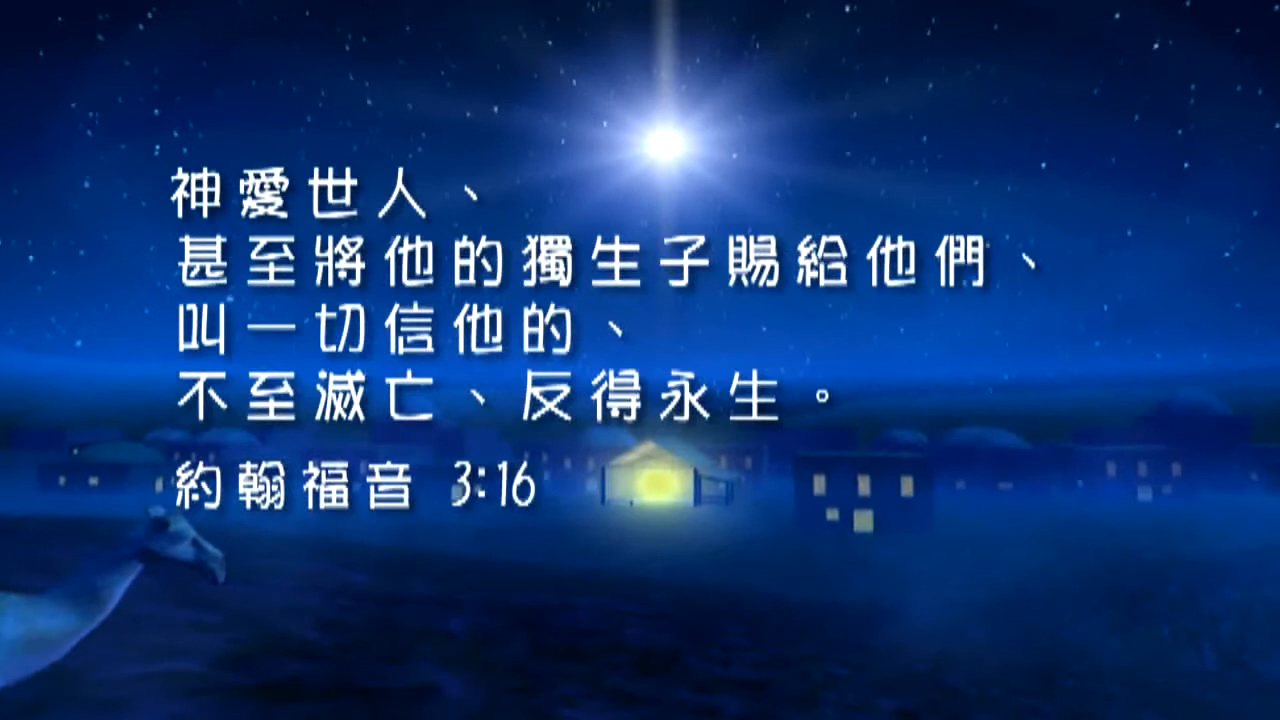 神愛世人、
甚至將他的獨生子賜給他們、
叫一切信他的、
不至滅亡、反得永生。
約翰福音 3:16